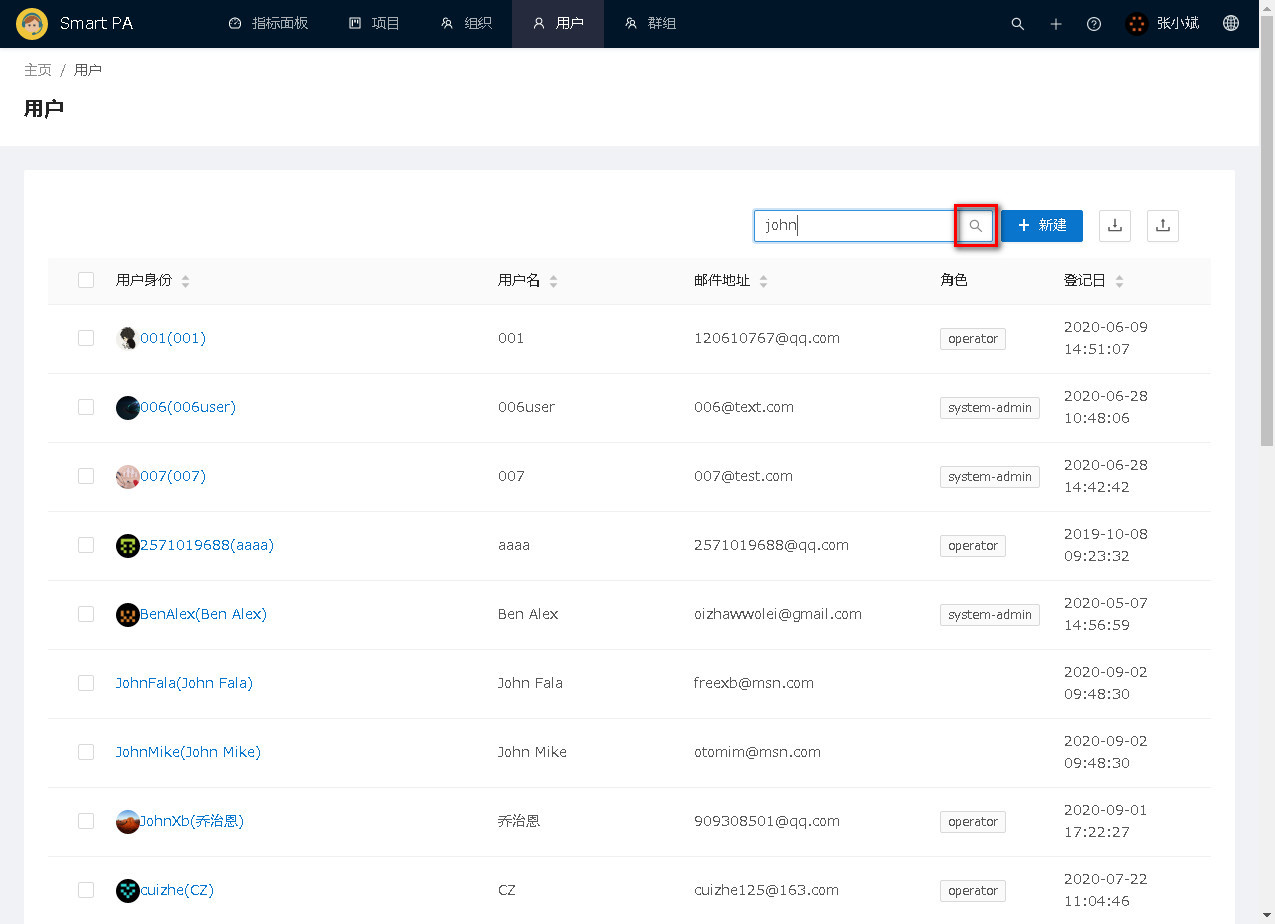 Smart PA 指标面板 项目 组织 用户 群组 张小斌
主页 / 用户
用户
john 新建
用户身份 用户名 邮件地址 角色 登记日
001(001) 001 120610767@qq.com operator 2020-06-09 14:51:07
006(006user) 006user 006@text.com system-admin 2020-06-28 10:48:06
007(007) 007 007@test.com system-admin 2020-06-28 14:42:42
2571019688(aaaa) aaaa 2571019688@qq.com operator 2019-10-08 09:23:32
BenAlex(Ben Alex) Ben Alex oizhawwolei@gmail.com system-admin 2020-05-07 14:56:59
JohnFala(John Fala) John Fala freexb@msn.com 2020-09-02 09:48:30
JohnMike(John Mike) John Mike otomim@msn.com 2020-09-02 09:48:30
JohnXb(乔治恩) 乔治恩 909308501@qq.com operator 2020-09-01 17:22:27
cuizhe(CZ) CZ cuizhe125@163.com operator 2020-07-22 11:04:46